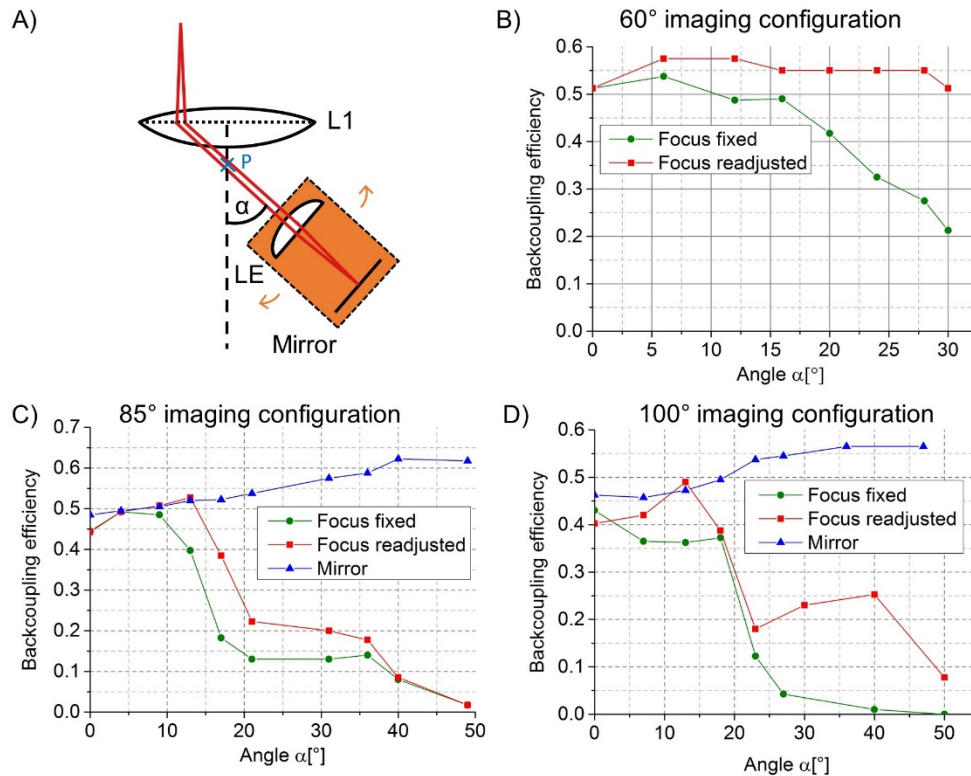 A)
L1
P
α
LE
Mirror
B)
60° imaging configuration
0.6
0.5
0.4
0.3
0.2
0.1
0.0
Backcoupling efficiency
Focus fixed
Focus readjusted
0 5 10 15 20 25 30
Angle α[°]
C)
85° imaging configuration
0.7
0.6
0.5
0.4
0.3
0.2
0.1
0.0
Backcoupling efficiency
Focus fixed
Focus readjusted
Mirror
0 10 20 30 40 50
Angle α[°]
D)
100° imaging configuration
0.6
0.5
0.4
0.3
0.2
0.1
0.0
Backcoupling efficiency
Focus fixed
Focus readjusted
Mirror
0 10 20 30 40 50
Angle α[°]